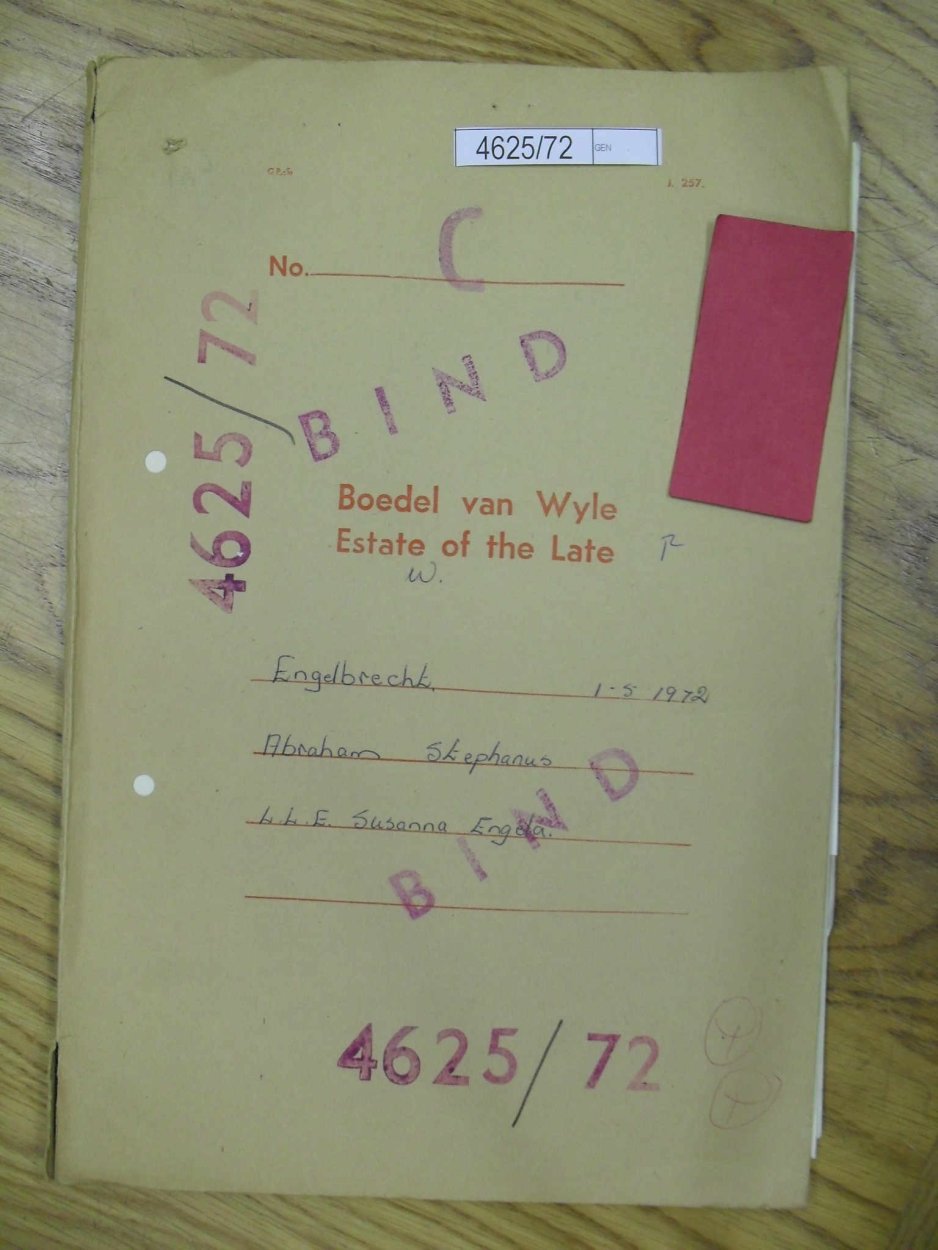 4625/72 GEN
G.P.-S.
J. 257.
C
No.
4625/72
BIND
Boedel van Wyle
Estate of the Late
W.
Engelbrecht, 1-5 1972
Abraham Stephanus
L.L.E. Susanna Engela.
BIND
4625/72